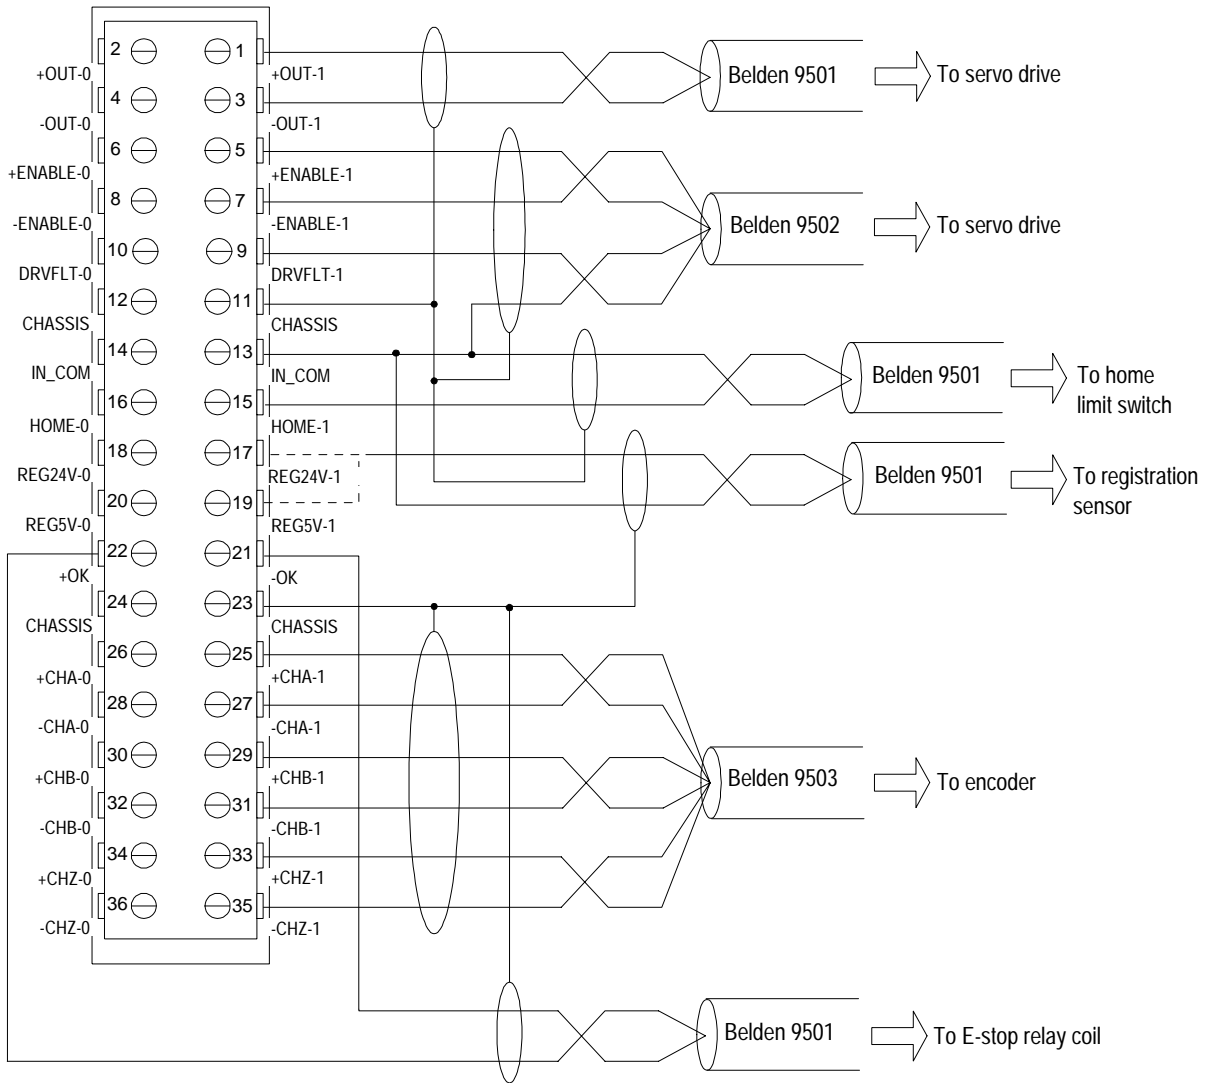 2 1
+OUT-0 +OUT-1
Belden 9501 To servo drive
4 3
-OUT-0 -OUT-1
6 5
+ENABLE-0 +ENABLE-1
8 7
-ENABLE-0 -ENABLE-1
Belden 9502 To servo drive
10 9
DRVFLT-0 DRVFLT-1
12 11
CHASSIS CHASSIS
14 13
IN_COM IN_COM
Belden 9501 To home
limit switch
16 15
HOME-0 HOME-1
18 17
REG24V-0 REG24V-1
Belden 9501 To registration
sensor
20 19
REG5V-0 REG5V-1
22 21
+OK -OK
24 23
CHASSIS CHASSIS
26 25
+CHA-0 +CHA-1
28 27
-CHA-0 -CHA-1
30 29
+CHB-0 +CHB-1
Belden 9503 To encoder
32 31
-CHB-0 -CHB-1
34 33
+CHZ-0 +CHZ-1
36 35
-CHZ-0 -CHZ-1
Belden 9501 To E-stop relay coil